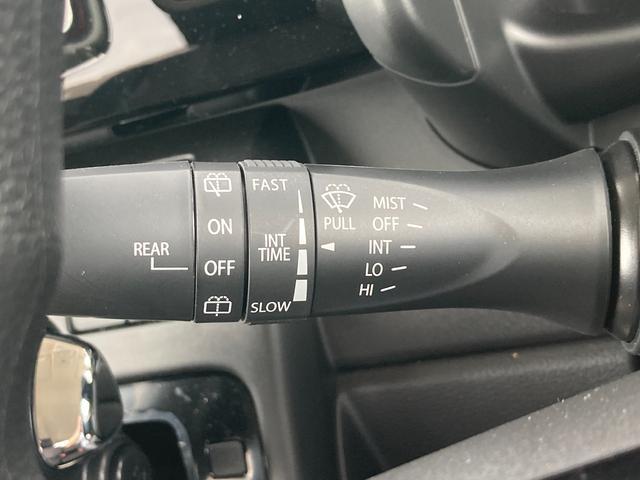 REAR
ON
OFF
FAST
INT
TIME
SLOW
PULL
MIST
OFF
INT
LO
HI